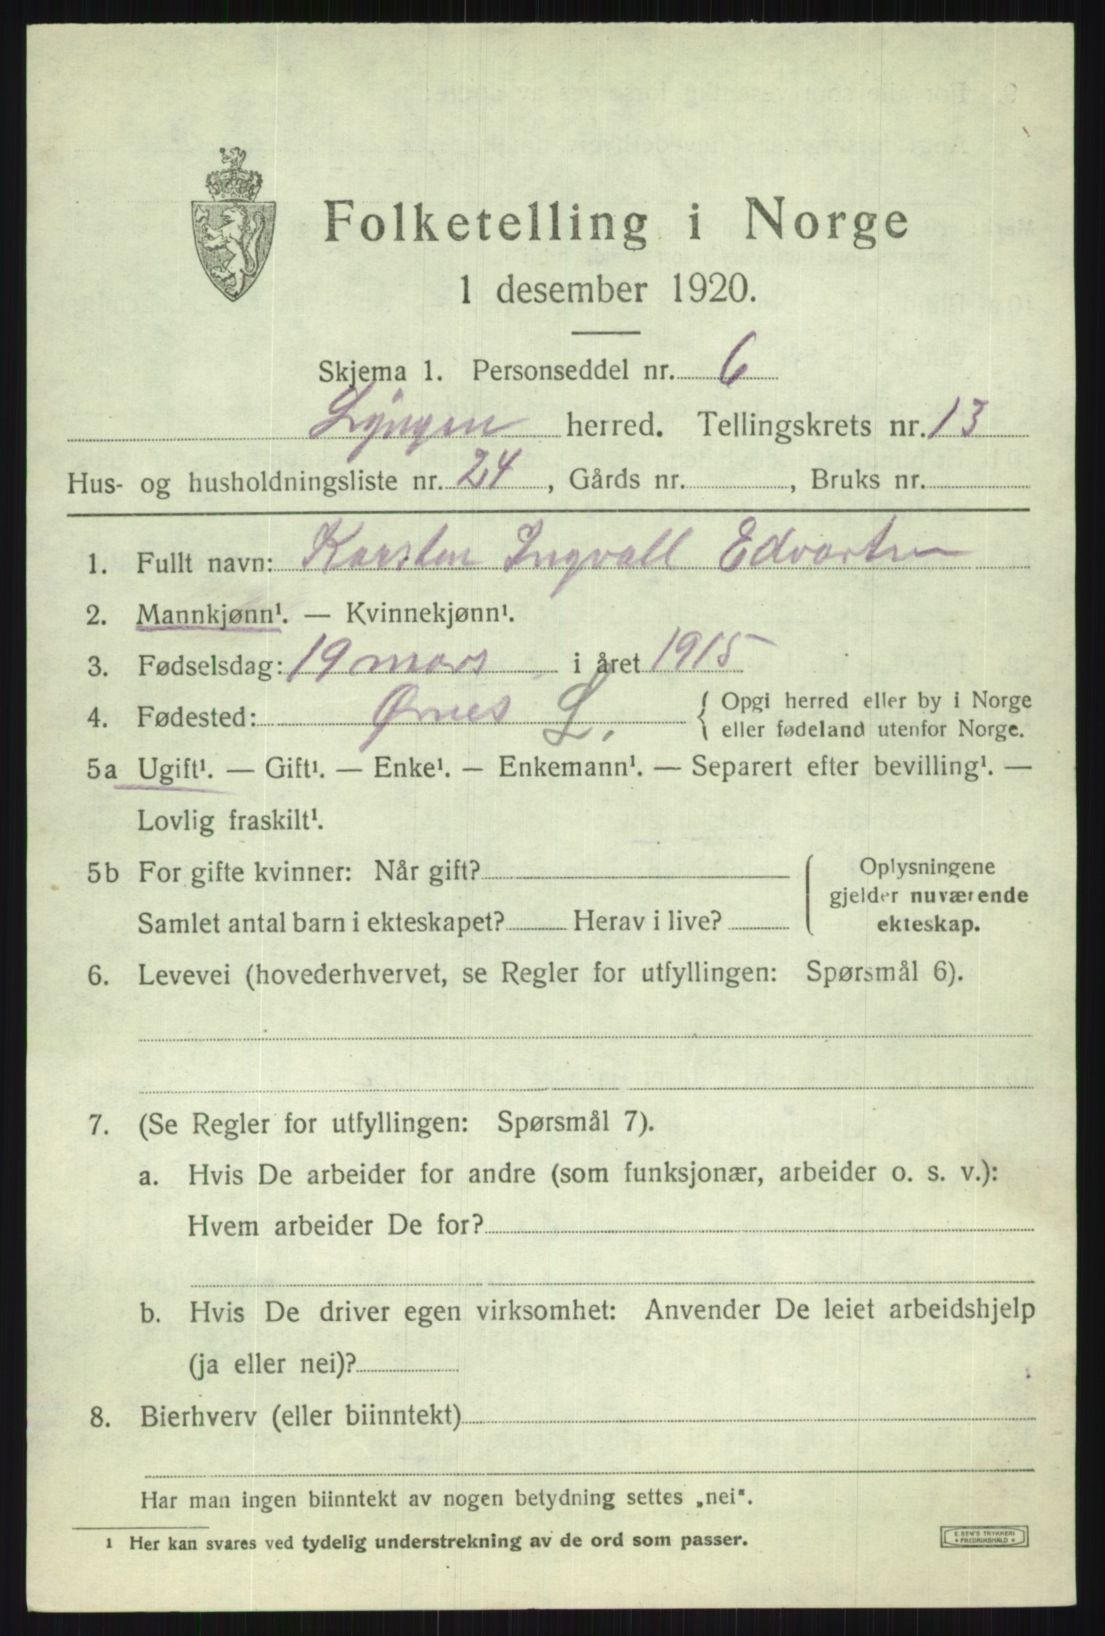 Folketelling i Norge
1 desember 1920.
Skjema 1. Personseddel nr. 6
Lyngen herred. Tellingskrets nr. 13
Hus- og husholdningsliste nr. 24, Gårds nr. , Bruks nr.
1. Fullt navn: Karsten Ingvall Edvartsen
2. Mannkjønn¹. — Kvinnekjønn¹.
3. Fødselsdag: 19 mars i året 1915
4. Fødested: Ørnes L. { Opgi herred eller by i Norge
eller fødeland utenfor Norge.
5a Ugift¹. — Gift¹. — Enke¹. — Enkemann¹. — Separert efter bevilling¹. —
Lovlig fraskilt¹.
5b For gifte kvinner: Når gift? Oplysningene
gjelder nuværende
Samlet antal barn i ekteskapet? Herav i live? ekteskap.
6. Levevei (hovederhvervet, se Regler for utfyllingen: Spørsmål 6).
7. (Se Regler for utfyllingen: Spørsmål 7).
a. Hvis De arbeider for andre (som funksjonær, arbeider o. s. v.):
Hvem arbeider De for?
b. Hvis De driver egen virksomhet: Anvender De leiet arbeidshjelp
(ja eller nei)?
8. Bierhverv (eller biinntekt)
Har man ingen biinntekt av nogen betydning settes „nei".
¹ Her kan svares ved tydelig understrekning av de ord som passer.